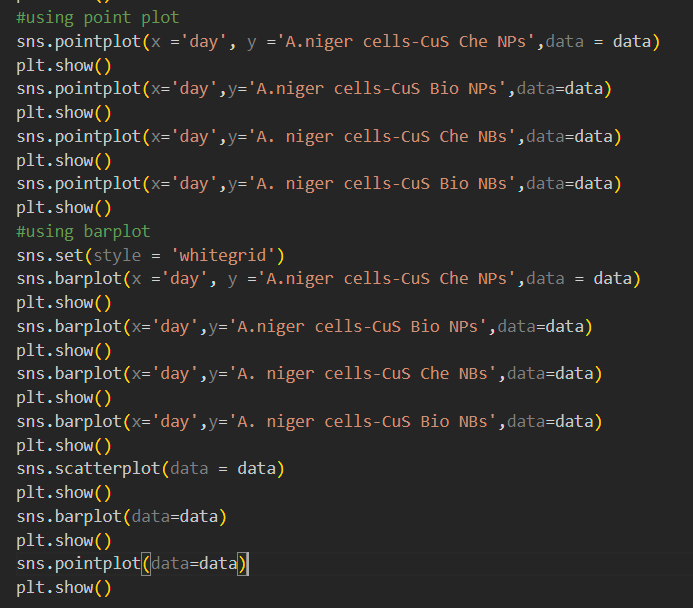 #using point plot
sns.pointplot(x ='day', y ='A.niger cells-CuS Che NPs',data = data)
plt.show()
sns.pointplot(x='day',y='A.niger cells-CuS Bio NPs',data=data)
plt.show()
sns.pointplot(x='day',y='A. niger cells-CuS Che NBs',data=data)
plt.show()
sns.pointplot(x='day',y='A. niger cells-CuS Bio NBs',data=data)
plt.show()
#using barplot
sns.set(style = 'whitegrid')
sns.barplot(x ='day', y ='A.niger cells-CuS Che NPs',data = data)
plt.show()
sns.barplot(x='day',y='A.niger cells-CuS Bio NPs',data=data)
plt.show()
sns.barplot(x='day',y='A. niger cells-CuS Che NBs',data=data)
plt.show()
sns.barplot(x='day',y='A. niger cells-CuS Bio NBs',data=data)
plt.show()
sns.scatterplot(data = data)
plt.show()
sns.barplot(data=data)
plt.show()
sns.pointplot(data=data)
plt.show()